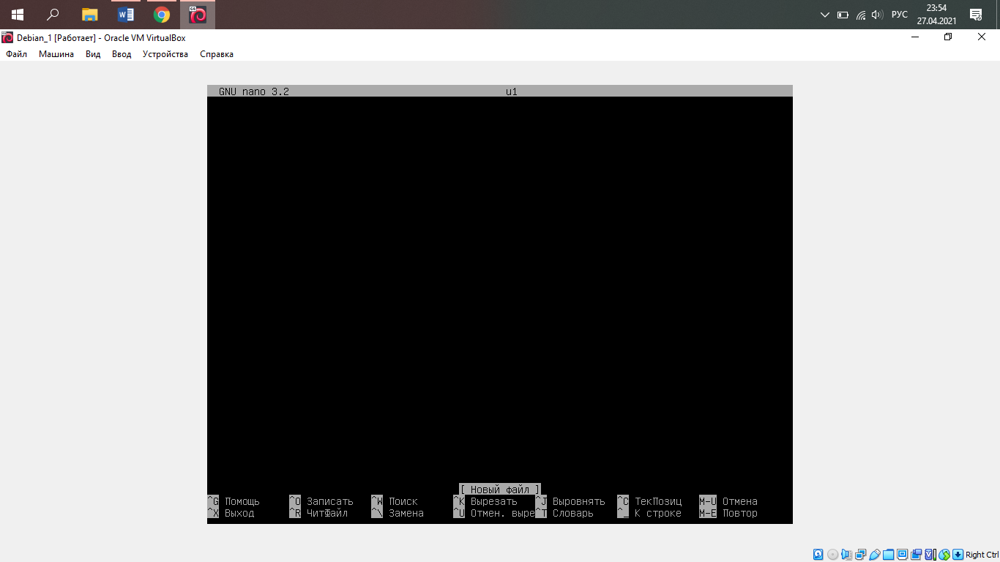 РУС
23:54
27.04.2021
Debian_1 [Работает] - Oracle VM VirtualBox
Файл Машина Вид Ввод Устройства Справка
GNU nano 3.2 u1
[ Новый файл ]
^G Помощь ^O Записать ^W Поиск ^K Вырезать ^J Выровнять ^C ТекПозиц M-U Отмена
^X Выход ^R ЧитФайл ^\ Замена ^U Отмен. выре ^T Словарь ^_ К строке M-E Повтор
Right Ctrl